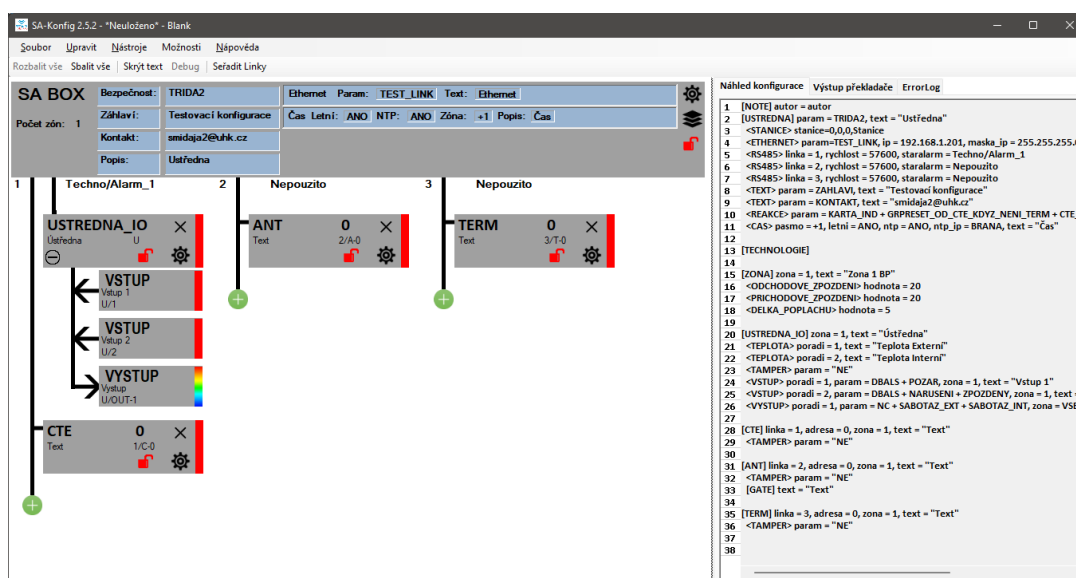 SA-Konfig 2.5.2 - *Neuloženo* - Blank
Soubor Upravit Nástroje Možnosti Nápověda
Rozbalit vše Sbalit vše Skrýt text Debug Seřadit Linky
SA BOX
Počet zón: 1
Bezpečnost: TRIDA2
Záhlaví: Testovací konfigurace
Kontakt: smidaja2@uhk.cz
Popis: Ústředna
Ethernet Param: TEST_LINK Text: Ethernet
Čas Letní: ANO NTP: ANO Zóna: +1 Popis: Čas
1 Techno/Alarm_1
2 Nepouzito
3 Nepouzito
USTREDNA_IO
Ústředna U
VSTUP
Vstup 1
U/1
VSTUP
Vstup 2
U/2
VYSTUP
Vystup
U/OUT-1
CTE 0
Text 1/C-0
ANT 0
Text 2/A-0
TERM 0
Text 3/T-0
Náhled konfigurace Výstup překladače ErrorLog
1 [NOTE] autor = autor
2 [USTREDNA] param = TRIDA2, text = "Ustředna"
3 <STANICE> stanice=0,0,0,Stanice
4 <ETHERNET> param=TEST_LINK, ip = 192.168.1.201, maska_ip = 255.255.255.
5 <RS485> linka = 1, rychlost = 57600, staralarm = Techno/Alarm_1
6 <RS485> linka = 2, rychlost = 57600, staralarm = Nepouzito
7 <RS485> linka = 3, rychlost = 57600, staralarm = Nepouzito
8 <TEXT> param = ZAHLAVI, text = "Testovací konfigurace"
9 <TEXT> param = KONTAKT, text = "smidaja2@uhk.cz"
10 <REAKCE> param = KARTA_IND + GRPRESET_OD_CTE_KDYZ_NENI_TERM + CTE_
11 <CAS> pasmo = +1, letni = ANO, ntp = ANO, ntp_ip = BRANA, text = "Čas"
12
13 [TECHNOLOGIE]
14
15 [ZONA] zona = 1, text = "Zona 1 BP"
16 <ODCHODOVE_ZPOZDENI> hodnota = 20
17 <PRICHODOVE_ZPOZDENI> hodnota = 20
18 <DELKA_POPLACHU> hodnota = 5
19
20 [USTREDNA_IO] zona = 1, text = "Ústředna"
21 <TEPLOTA> poradi = 1, text = "Teplota Externí"
22 <TEPLOTA> poradi = 2, text = "Teplota Interní"
23 <TAMPER> param = "NE"
24 <VSTUP> poradi = 1, param = DBALS + POZAR, zona = 1, text = "Vstup 1"
25 <VSTUP> poradi = 2, param = DBALS + NARUSENI + ZPOZDENY, zona = 1, text =
26 <VYSTUP> poradi = 1, param = NC + SABOTAZ_EXT + SABOTAZ_INT, zona = VSE
27
28 [CTE] linka = 1, adresa = 0, zona = 1, text = "Text"
29 <TAMPER> param = "NE"
30
31 [ANT] linka = 2, adresa = 0, zona = 1, text = "Text"
32 <TAMPER> param = "NE"
33 [GATE] text = "Text"
34
35 [TERM] linka = 3, adresa = 0, zona = 1, text = "Text"
36 <TAMPER> param = "NE"
37
38